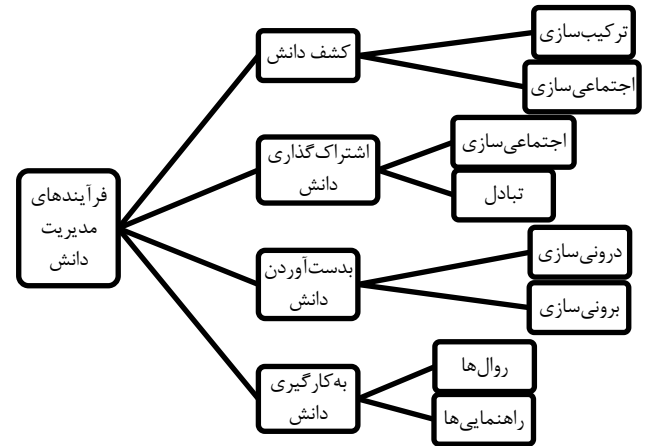 فرآیندهای
مدیریت
دانش
کشف دانش
ترکیب‌سازی
اجتماعی‌سازی
اشتراک‌گذاری
دانش
اجتماعی‌سازی
تبادل
بدست‌آوردن
دانش
درونی‌سازی
برونی‌سازی
به‌کارگیری
دانش
روال‌ها
راهنمایی‌ها